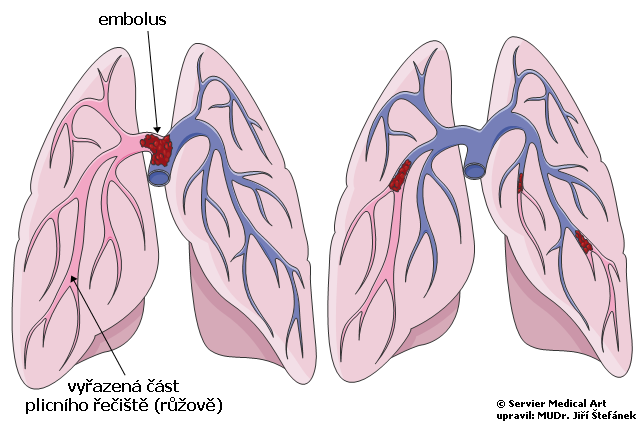 embolus
vyřazená část
plicního řečiště (růžově)
© Servier Medical Art
upravil: MUDr. Jiří Štefánek